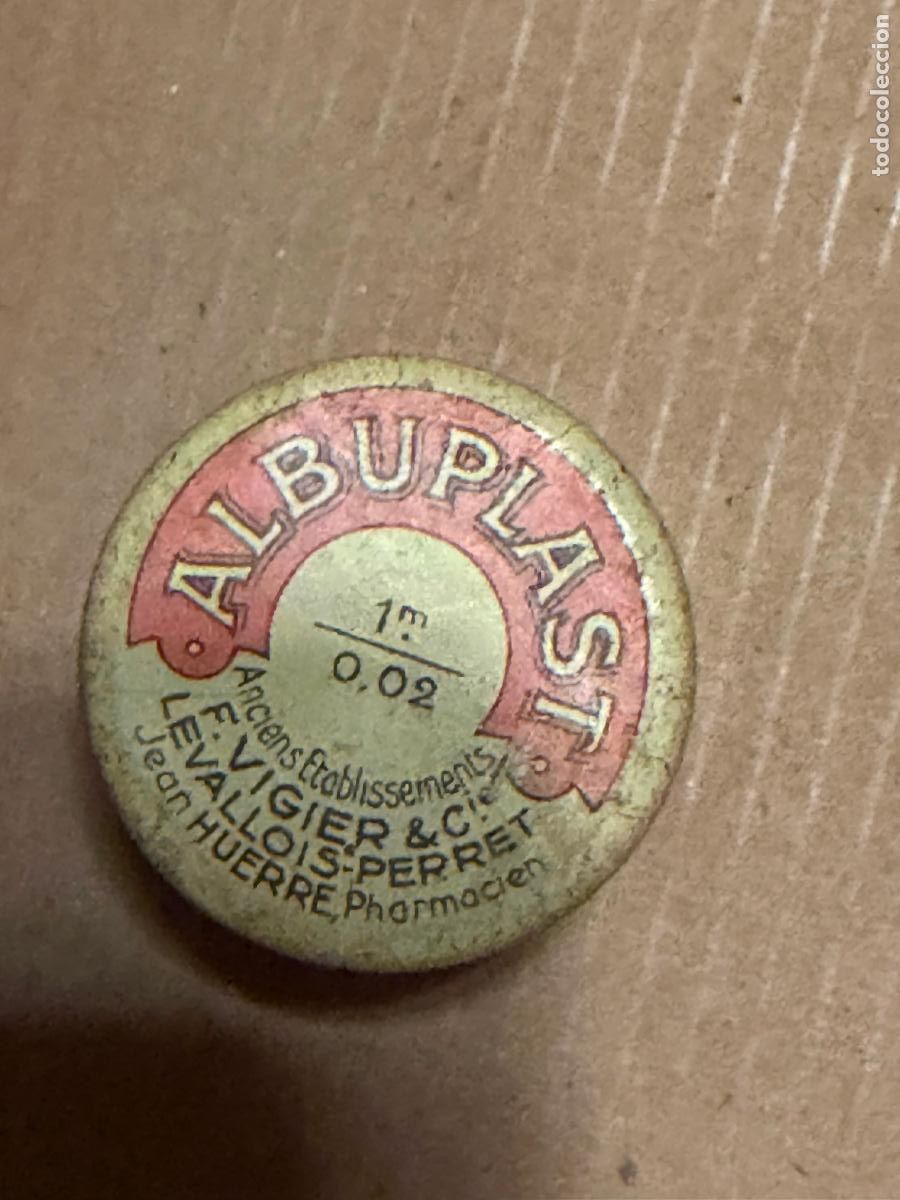 ALBUPLAST
1m.
0,02
Anciens Etablissements
F. VIGIER & Cie
LEVALLOIS-PERRET
Jean HUERRE, Pharmacien
todocoleccion